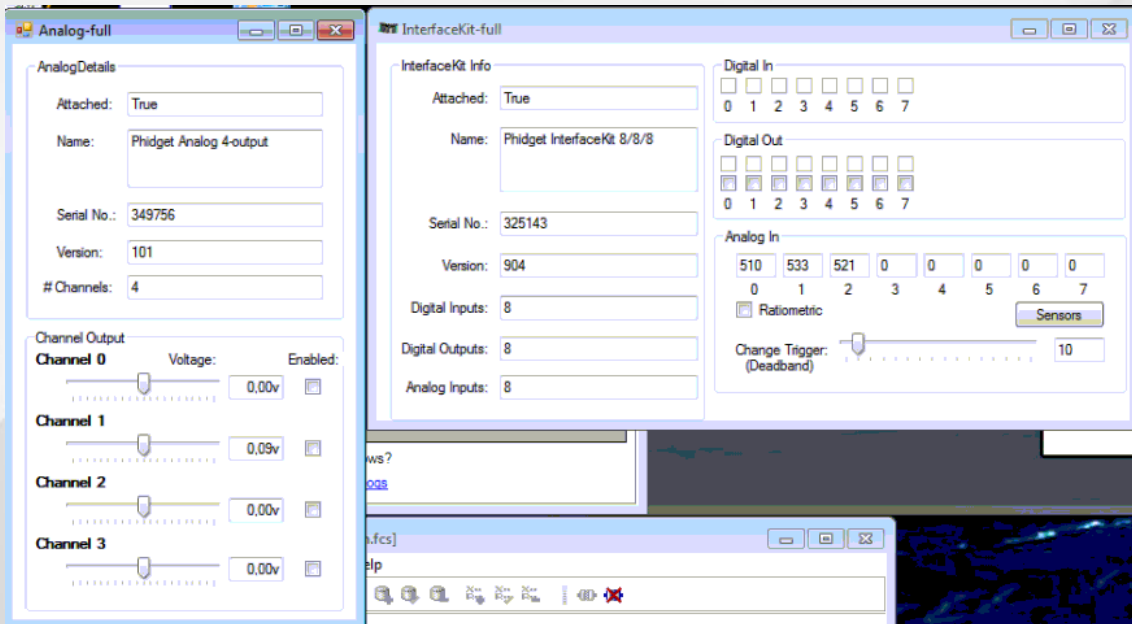 Analog-full
AnalogDetails
Attached: True
Name: Phidget Analog 4-output
Serial No.: 349756
Version: 101
# Channels: 4
Channel Output
Channel 0 Voltage: Enabled:
0,00v
Channel 1
0,09v
Channel 2
0,00v
Channel 3
0,00v
InterfaceKit-full
InterfaceKit Info
Attached: True
Name: Phidget InterfaceKit 8/8/8
Serial No.: 325143
Version: 904
Digital Inputs: 8
Digital Outputs: 8
Analog Inputs: 8
Digital In
0 1 2 3 4 5 6 7
Digital Out
0 1 2 3 4 5 6 7
Analog In
510 533 521 0 0 0 0 0
0 1 2 3 4 5 6 7
Ratiometric
Sensors
Change Trigger: 10
(Deadband)
ows?
ogs
n.fcs]
elp